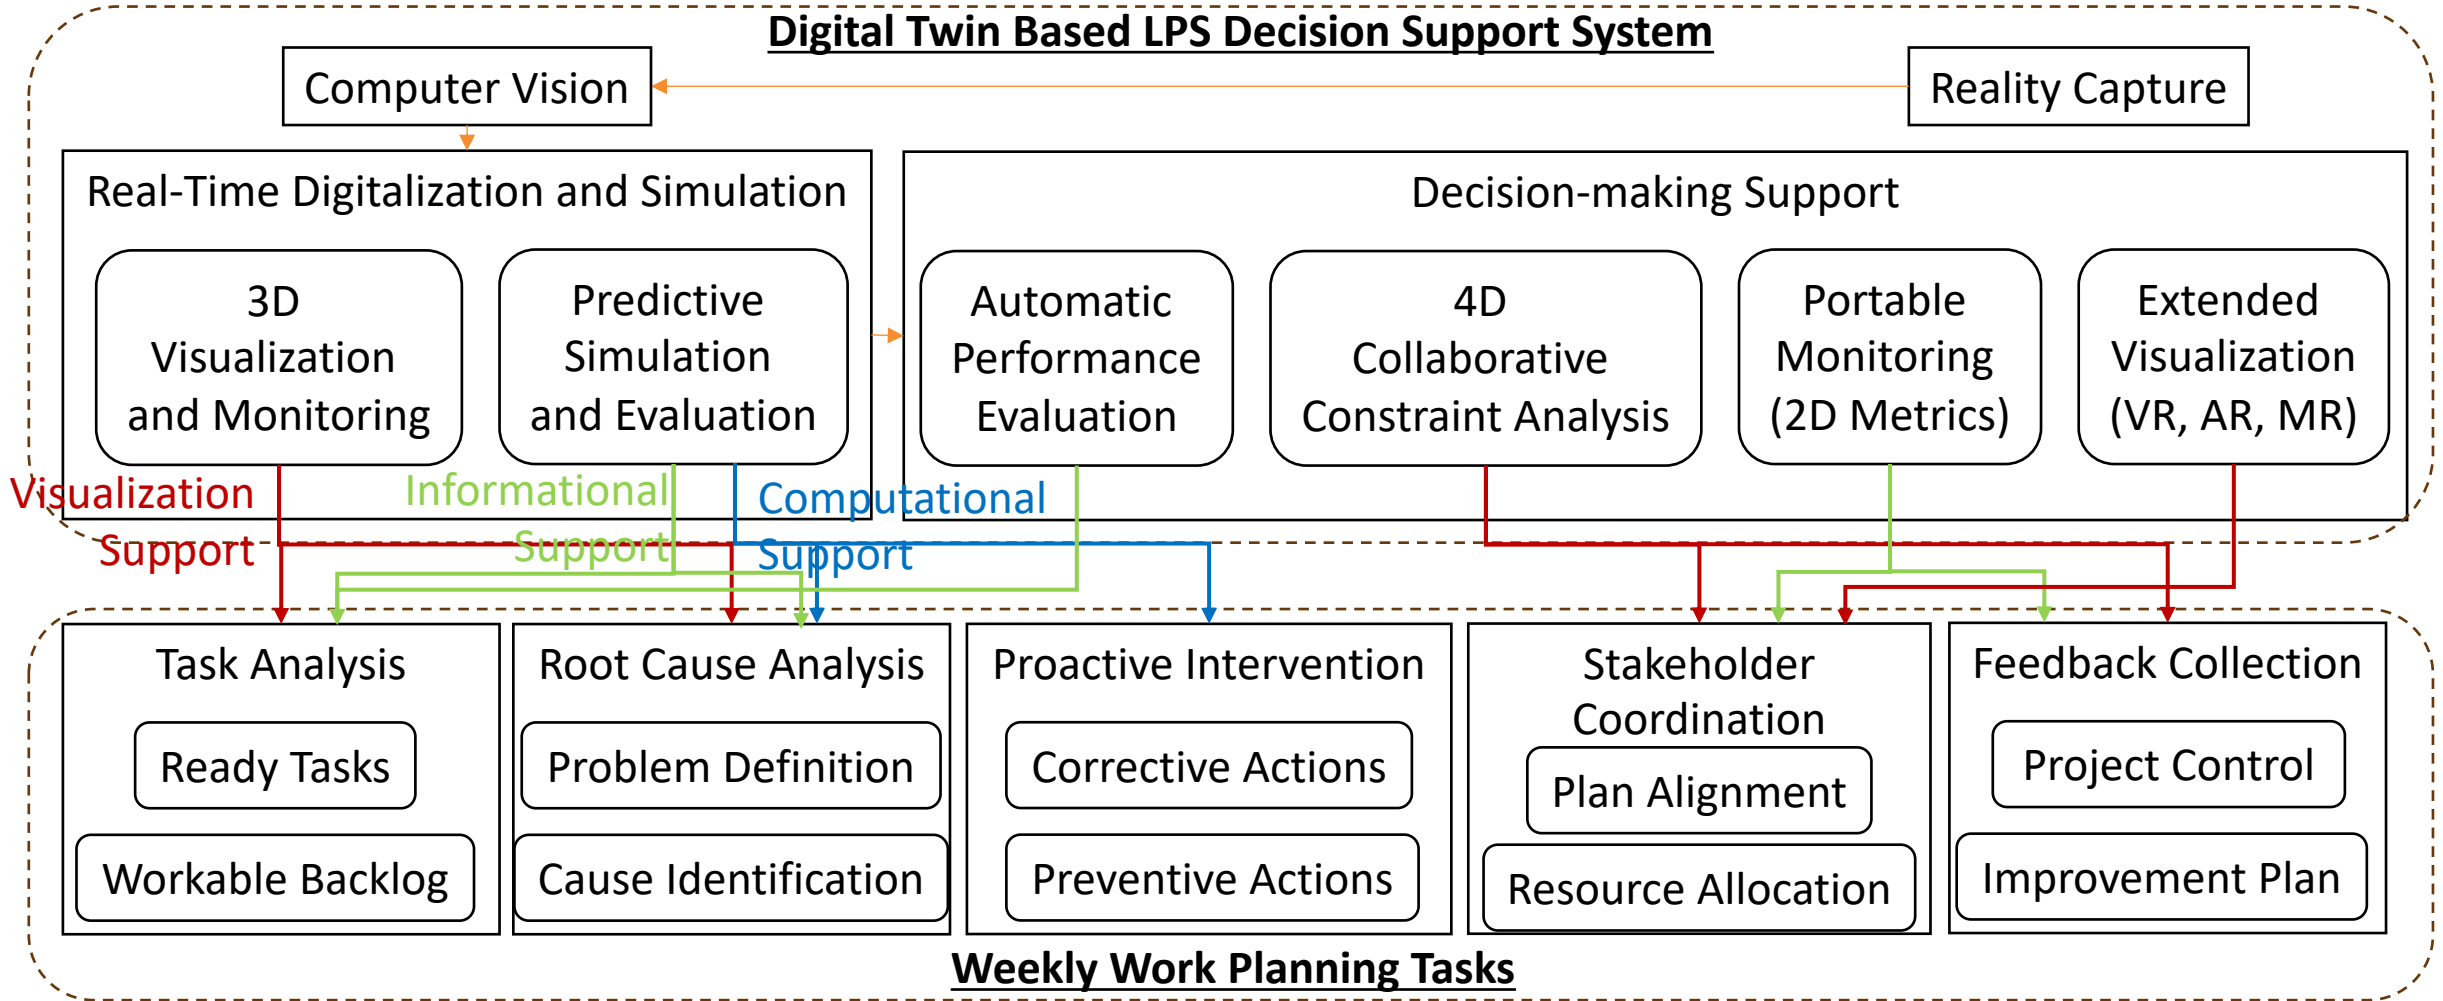 Digital Twin Based LPS Decision Support System
Computer Vision
Reality Capture
Real-Time Digitalization and Simulation
3D
Visualization
and Monitoring
Predictive
Simulation
and Evaluation
Decision-making Support
Automatic
Performance
Evaluation
4D
Collaborative
Constraint Analysis
Portable
Monitoring
(2D Metrics)
Extended
Visualization
(VR, AR, MR)
Visualization
Support
Informational
Support
Computational
Support
Task Analysis
Ready Tasks
Workable Backlog
Root Cause Analysis
Problem Definition
Cause Identification
Proactive Intervention
Corrective Actions
Preventive Actions
Stakeholder
Coordination
Plan Alignment
Resource Allocation
Feedback Collection
Project Control
Improvement Plan
Weekly Work Planning Tasks